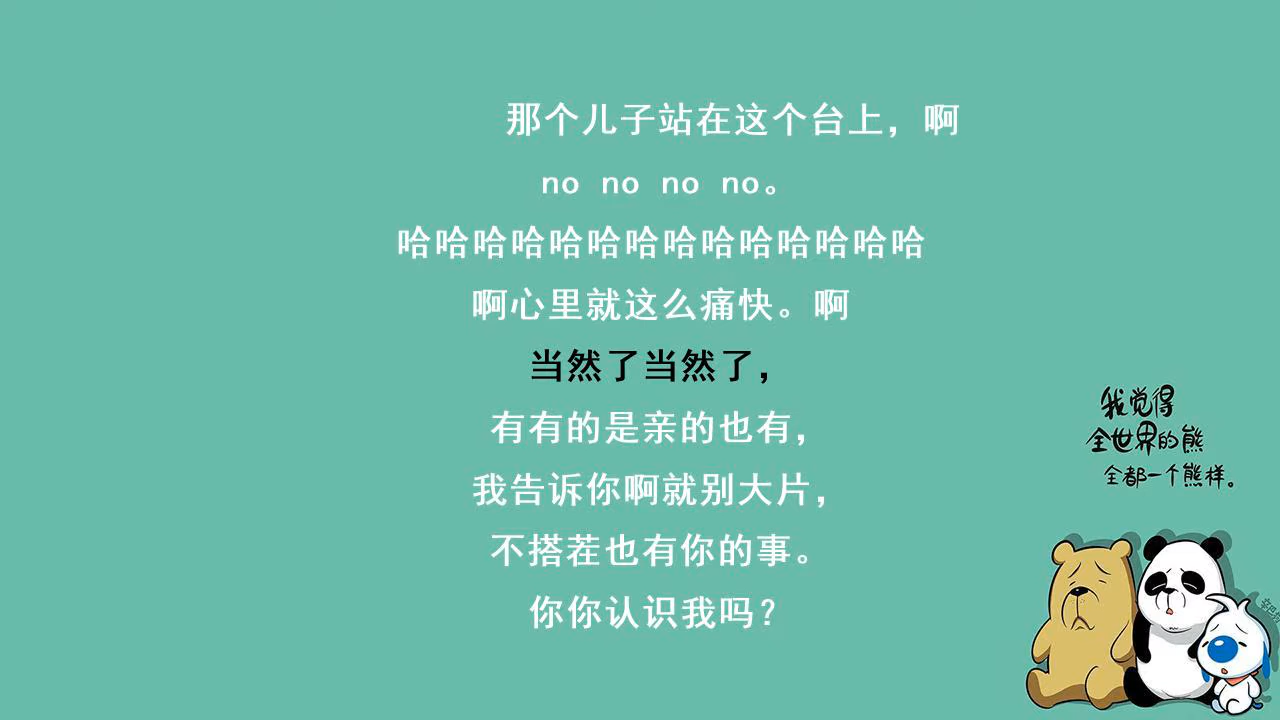 那个儿子站在这个台上，啊
no no no no。
哈哈哈哈哈哈哈哈哈哈哈哈哈哈
啊心里就这么痛快。啊
当然了当然了，
有有的是亲的也有，
我告诉你啊就别大片，
不搭茬也有你的事。
你你认识我吗？
我觉得
全世界的熊
全都一个熊样。